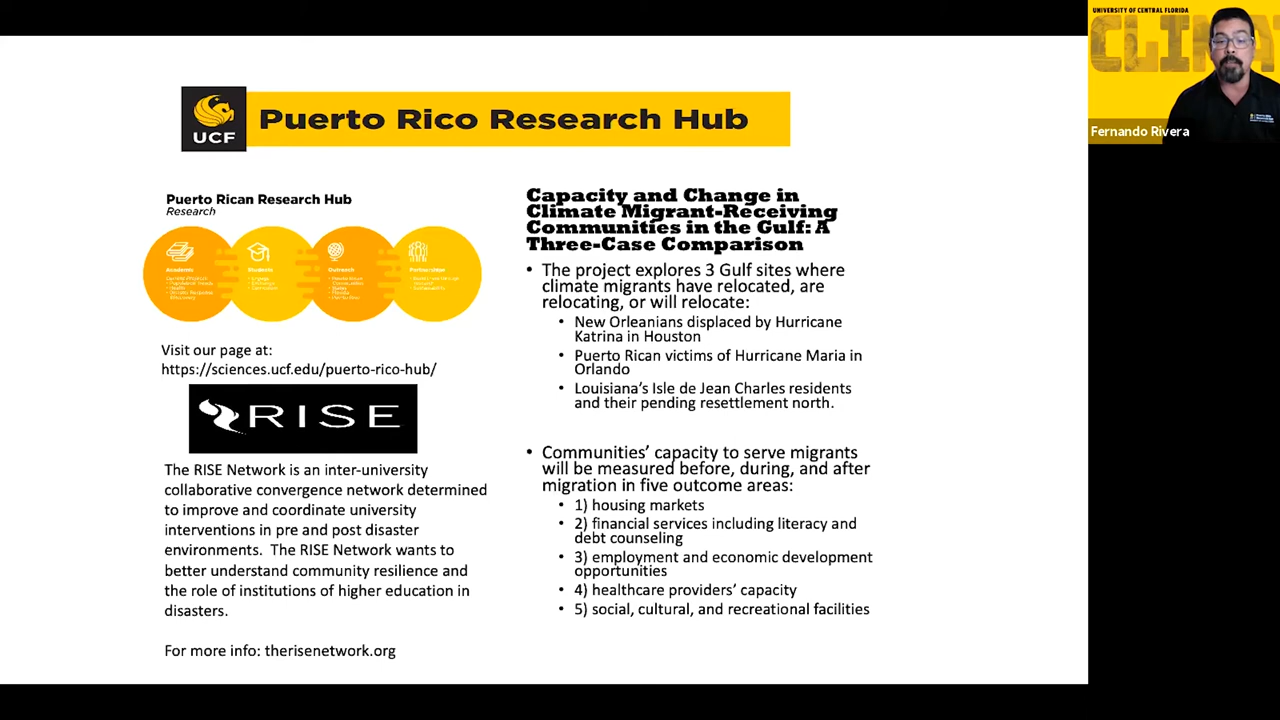 UNIVERSITY OF CENTRAL FLORIDA
Fernando Rivera
UCF
Puerto Rico Research Hub
Puerto Rican Research Hub
Research
Academic
Students
Outreach
Partnerships
Visit our page at:
https://sciences.ucf.edu/puerto-rico-hub/
RISE
The RISE Network is an inter-university
collaborative convergence network determined
to improve and coordinate university
interventions in pre and post disaster
environments. The RISE Network wants to
better understand community resilience and
the role of institutions of higher education in
disasters.
For more info: therisenetwork.org
Capacity and Change in
Climate Migrant-Receiving
Communities in the Gulf: A
Three-Case Comparison
• The project explores 3 Gulf sites where
climate migrants have relocated, are
relocating, or will relocate:
• New Orleanians displaced by Hurricane
Katrina in Houston
• Puerto Rican victims of Hurricane Maria in
Orlando
• Louisiana’s Isle de Jean Charles residents
and their pending resettlement north.
• Communities’ capacity to serve migrants
will be measured before, during, and after
migration in five outcome areas:
• 1) housing markets
• 2) financial services including literacy and
debt counseling
• 3) employment and economic development
opportunities
• 4) healthcare providers’ capacity
• 5) social, cultural, and recreational facilities